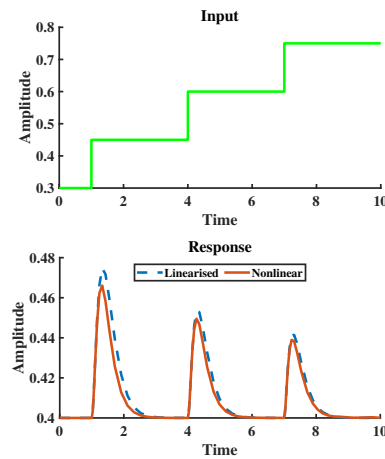 Input
Amplitude
0.8
0.7
0.6
0.5
0.4
0.3
0 2 4 6 8 10
Time
Response
Amplitude
0.48
0.46
0.44
0.42
0.4
Linearised Nonlinear
0 2 4 6 8 10
Time